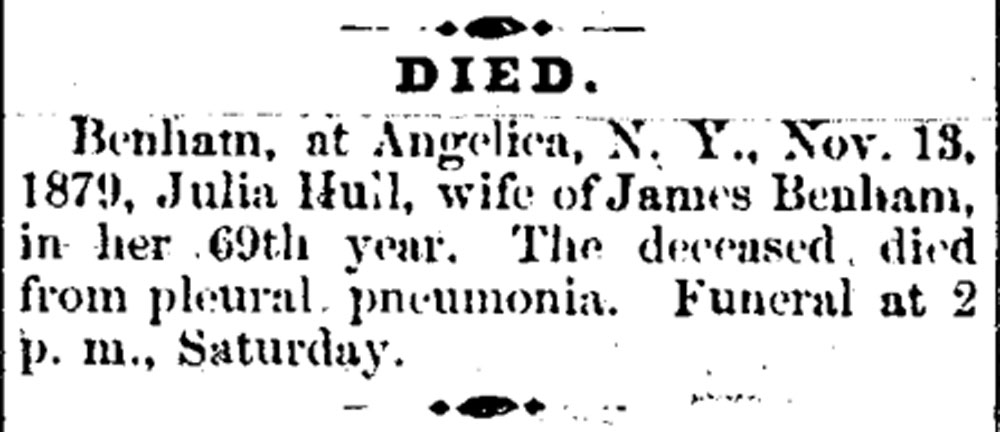 DIED.
Benham, at Angelica, N. Y., Nov. 13,
1879, Julia Hull, wife of James Benham,
in her 69th year. The deceased died
from pleural pneumonia. Funeral at 2
p. m., Saturday.